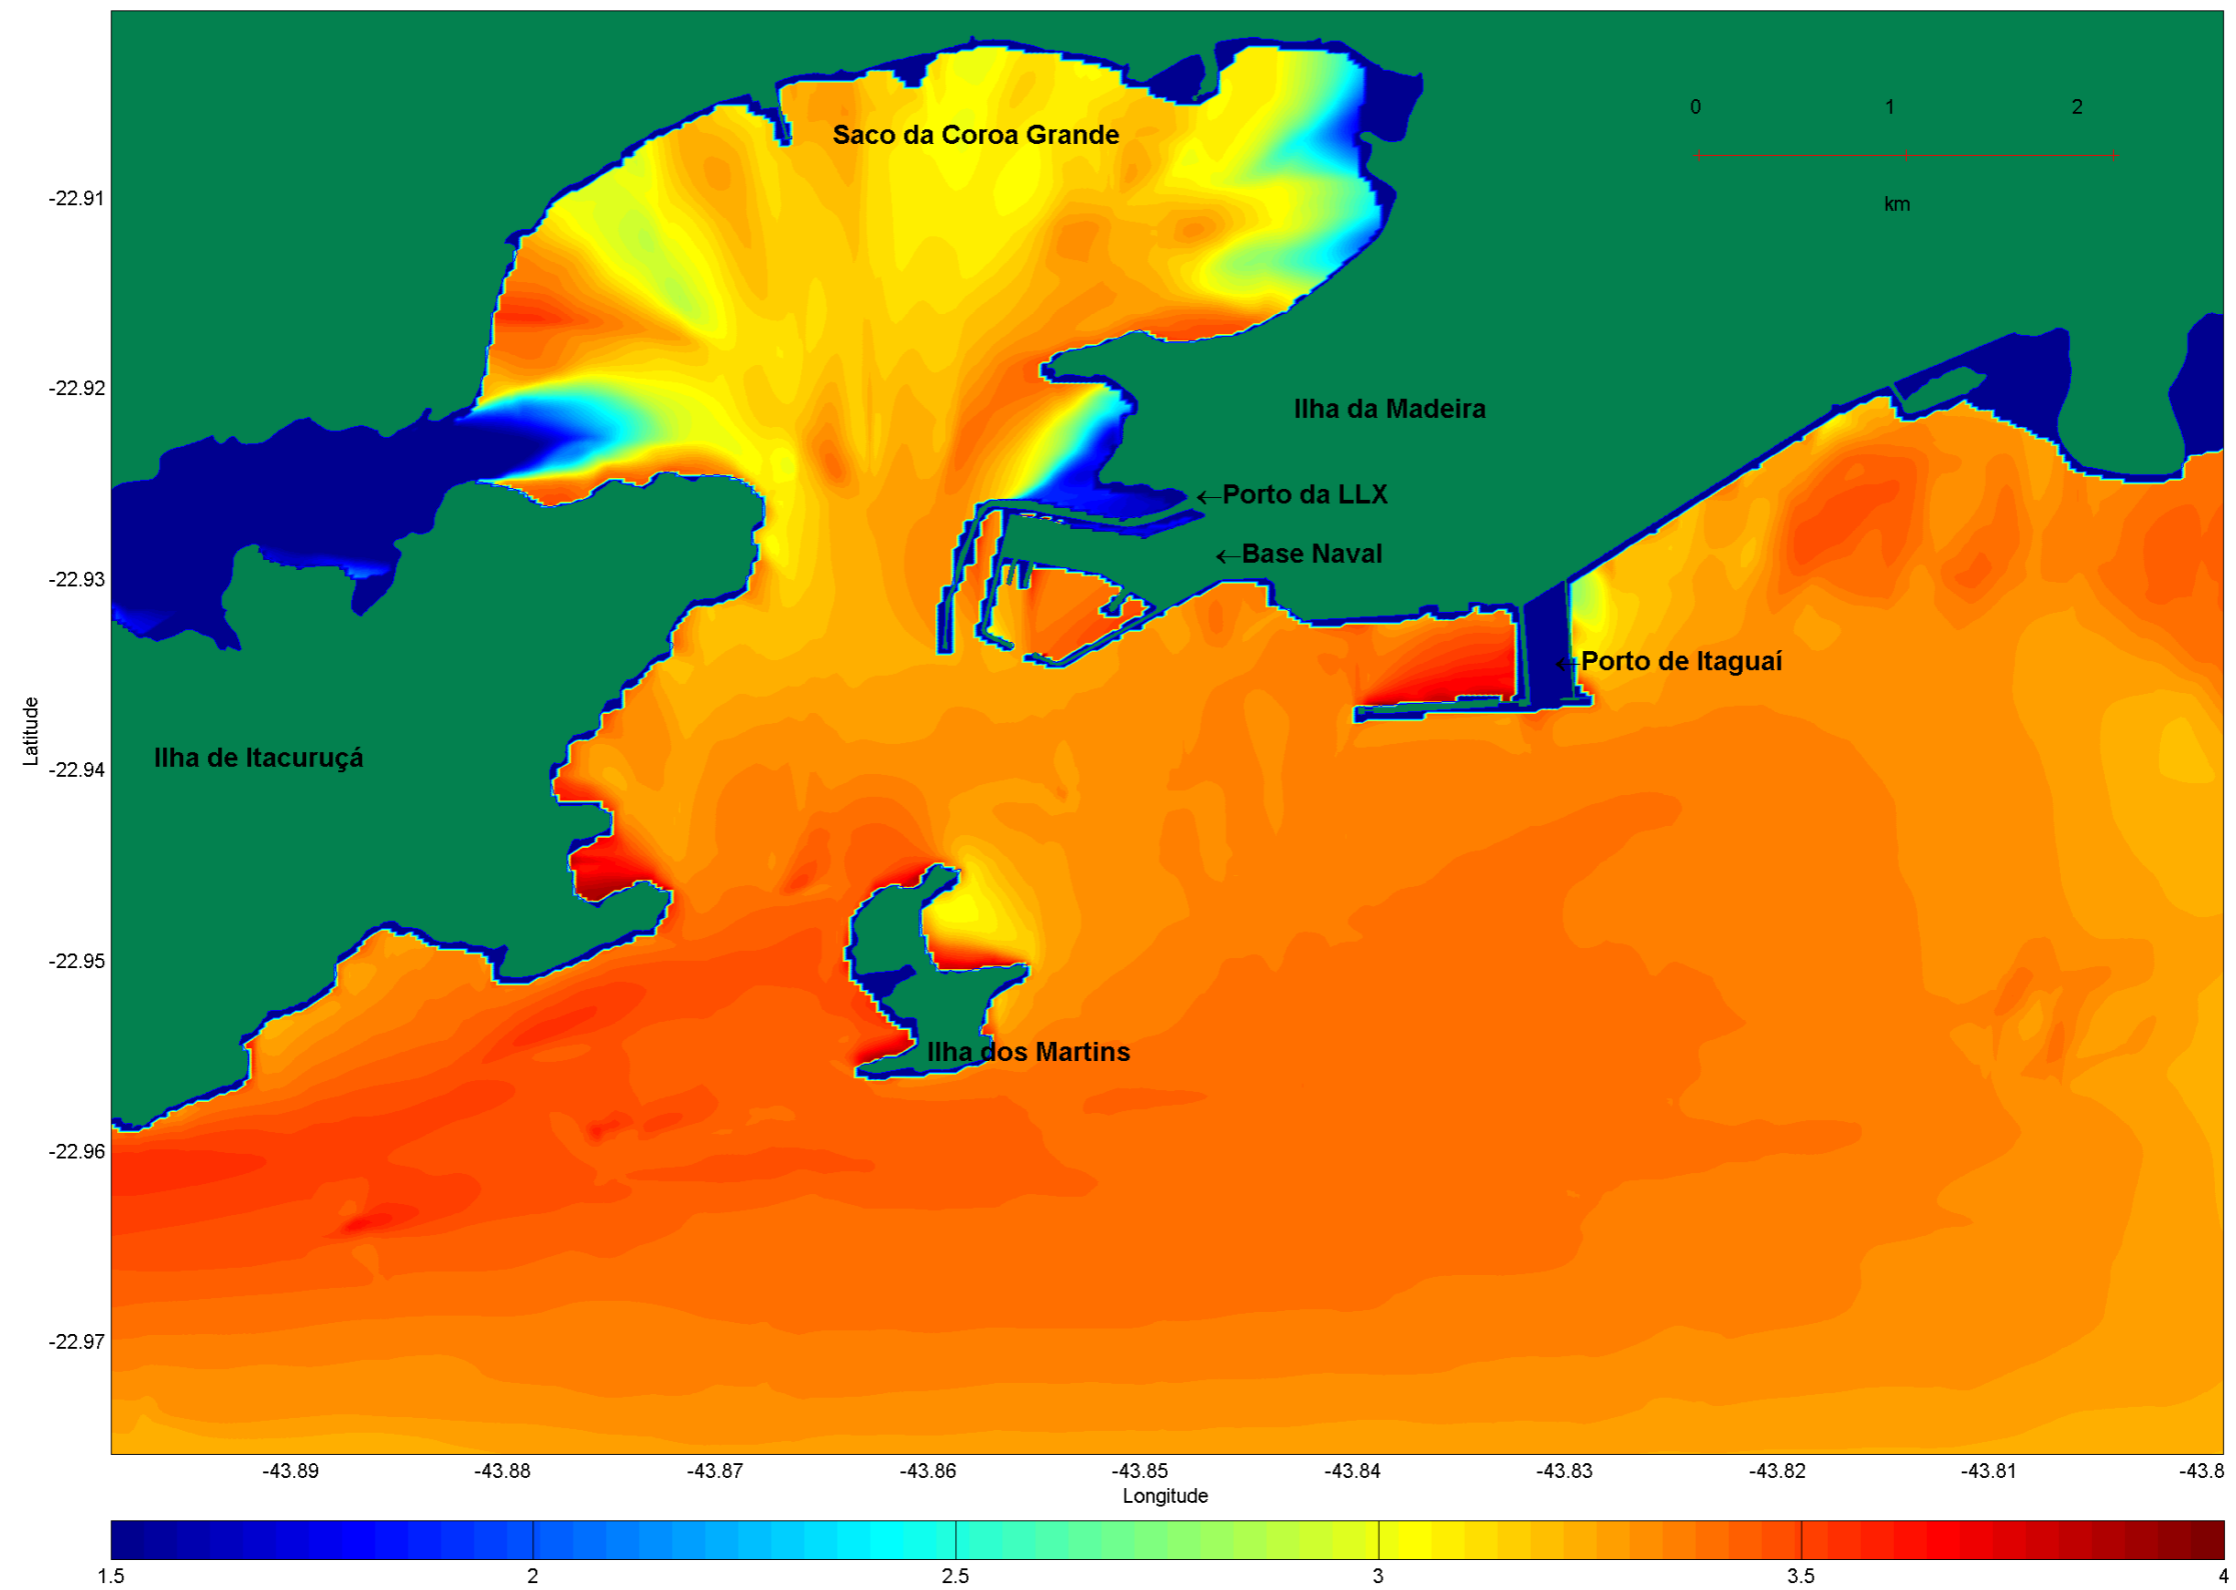 Saco da Coroa Grande
0 1 2
km
-22.91
-22.92
-22.93
-22.94
-22.95
-22.96
-22.97
Latitude
Ilha da Madeira
←Porto da LLX
←Base Naval
←Porto de Itaguaí
Ilha de Itacuruçá
Ilha dos Martins
-43.89 -43.88 -43.87 -43.86 -43.85 -43.84 -43.83 -43.82 -43.81 -43.8
Longitude
1.5 2 2.5 3 3.5 4